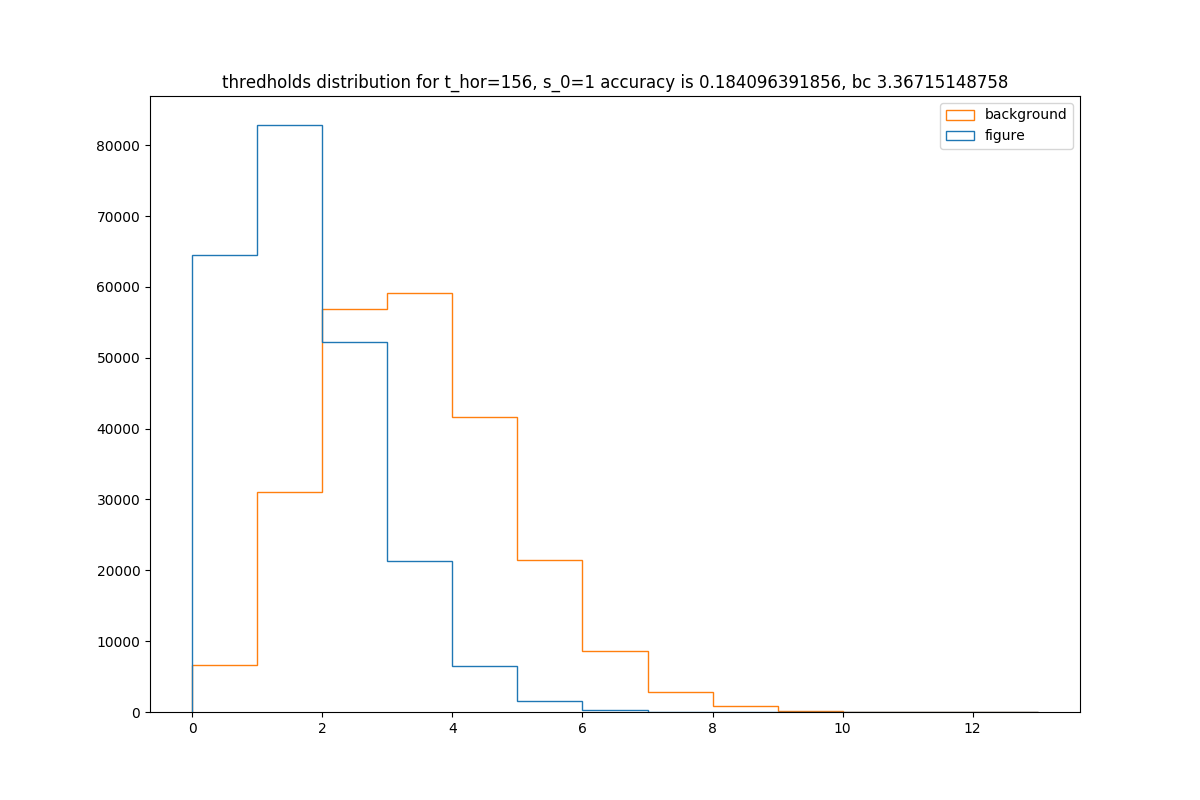 thredholds distribution for t_hor=156, s_0=1 accuracy is 0.184096391856, bc 3.36715148758
background
figure
80000
70000
60000
50000
40000
30000
20000
10000
0
0 2 4 6 8 10 12